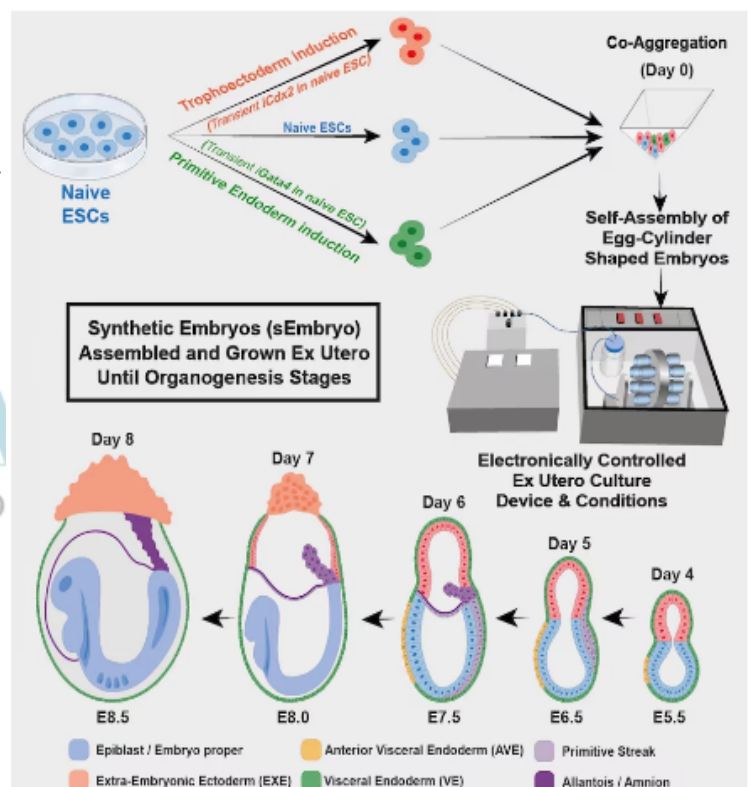 Trophoectoderm induction
(Transient iCdx2 in naive ESC)
Co-Aggregation
(Day 0)
Naive ESCs
Naive
ESCs
(Transient iGata4 in naive ESC)
Primitive Endoderm induction
Self-Assembly of
Egg-Cylinder
Shaped Embryos
Synthetic Embryos (sEmbryo)
Assembled and Grown Ex Utero
Until Organogenesis Stages
Electronically Controlled
Ex Utero Culture
Device & Conditions
Day 8
Day 7
Day 6
Day 5
Day 4
E8.5
E8.0
E7.5
E6.5
E5.5
Epiblast / Embryo proper
Anterior Visceral Endoderm (AVE)
Primitive Streak
Extra-Embryonic Ectoderm (EXE)
Visceral Endoderm (VE)
Allantois / Amnion